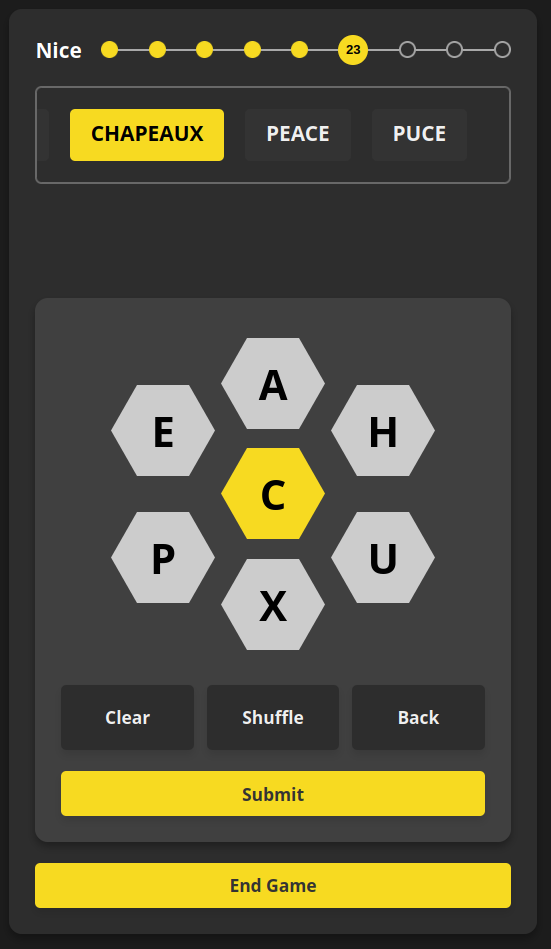 Nice 23
CHAPEAUX PEACE PUCE
A
E H
C
P U
X
Clear Shuffle Back
Submit
End Game